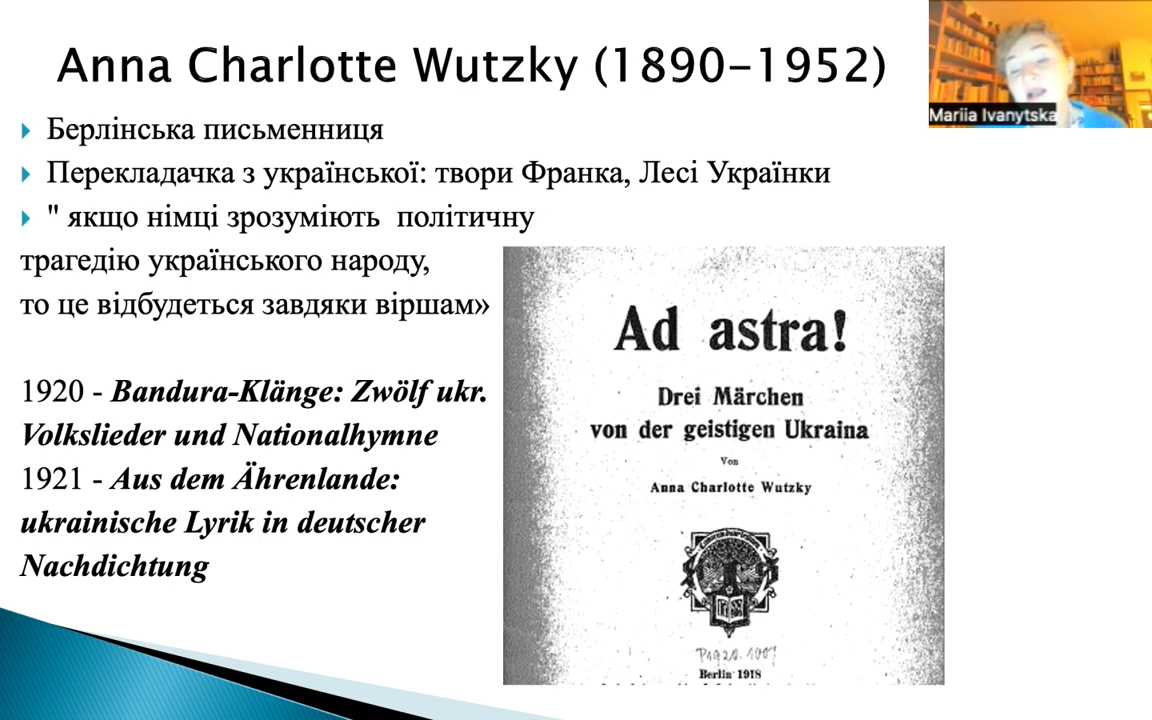 Anna Charlotte Wutzky (1890–1952)
Mariia Ivanytska
Берлінська письменниця
Перекладачка з української: твори Франка, Лесі Українки
" якщо німці зрозуміють політичну
трагедію українського народу,
то це відбудеться завдяки віршам»
1920 - Bandura-Klänge: Zwölf ukr.
Volkslieder und Nationalhymne
1921 - Aus dem Ährenlande:
ukrainische Lyrik in deutscher
Nachdichtung
Ad astra!
Drei Märchen
von der geistigen Ukraina
Von
Anna Charlotte Wutzky
Berlin 1918